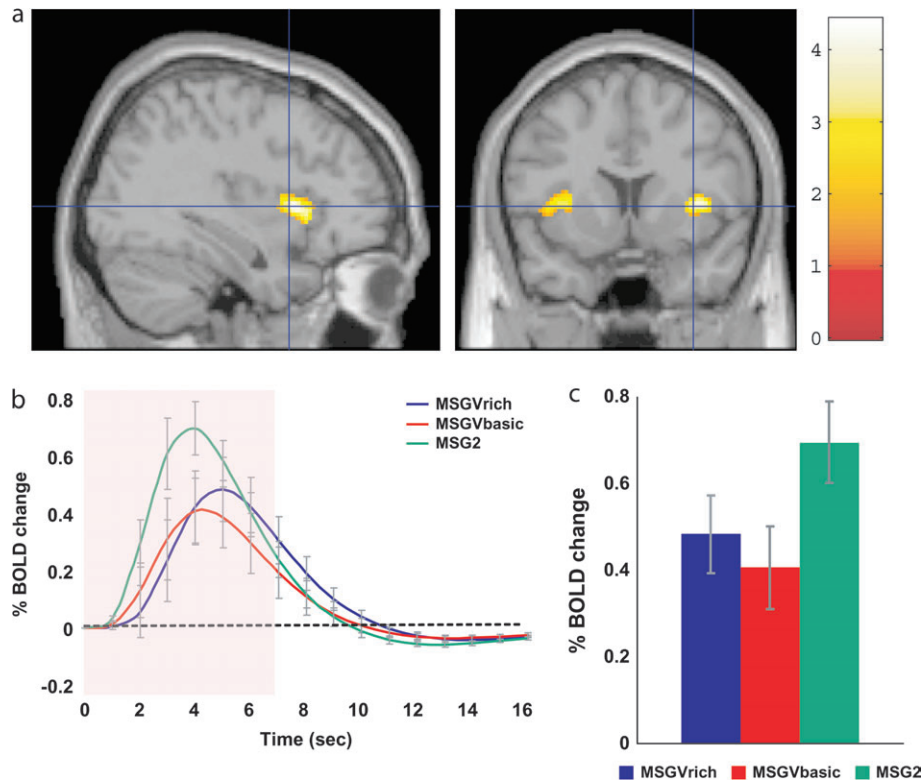 a
4
3
2
1
0
b
0.8
0.6
0.4
0.2
0
-0.2
% BOLD change
MSGVrich
MSGVbasic
MSG2
0 2 4 6 8 10 12 14 16
Time (sec)
c
0.8
0.6
0.4
0.2
0
% BOLD change
MSGVrich MSGVbasic MSG2